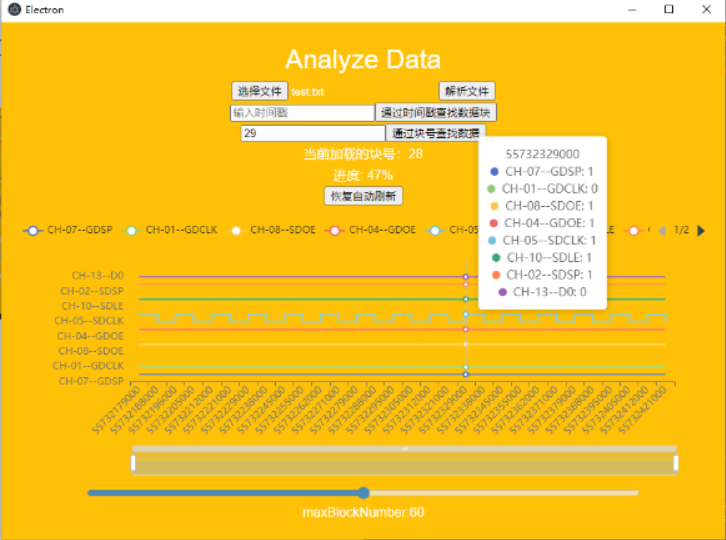 Electron
Analyze Data
选择文件 test.txt 解析文件
输入时间戳 通过时间戳查找数据块
29 通过块号查找数据
当前加载的块号：28
进度: 47%
恢复自动刷新
55732329000
CH-07--GDSP: 1
CH-01--GDCLK: 0
CH-08--SDOE: 1
CH-04--GDOE: 1
CH-05--SDCLK: 1
CH-10--SDLE: 1
CH-02--SDSP: 1
CH-13--D0: 0
CH-07--GDSP CH-01--GDCLK CH-08--SDOE CH-04--GDOE 1/2
CH-13--D0
CH-02--SDSP
CH-10--SDLE
CH-05--SDCLK
CH-04--GDOE
CH-08--SDOE
CH-01--GDCLK
CH-07--GDSP
55732179000 55732188000 55732196000 55732205000 55732212000 55732221000 55732229000 55732238000 55732245000 55732255000 55732262000 55732271000 55732279000 55732288000 55732295000 55732305000 55732312000 55732321000 55732329000 55732338000 55732345000 55732355000 55732362000 55732371000 55732379000 55732388000 55732395000 55732405000 55732412000 55732421000
maxBlockNumber:60